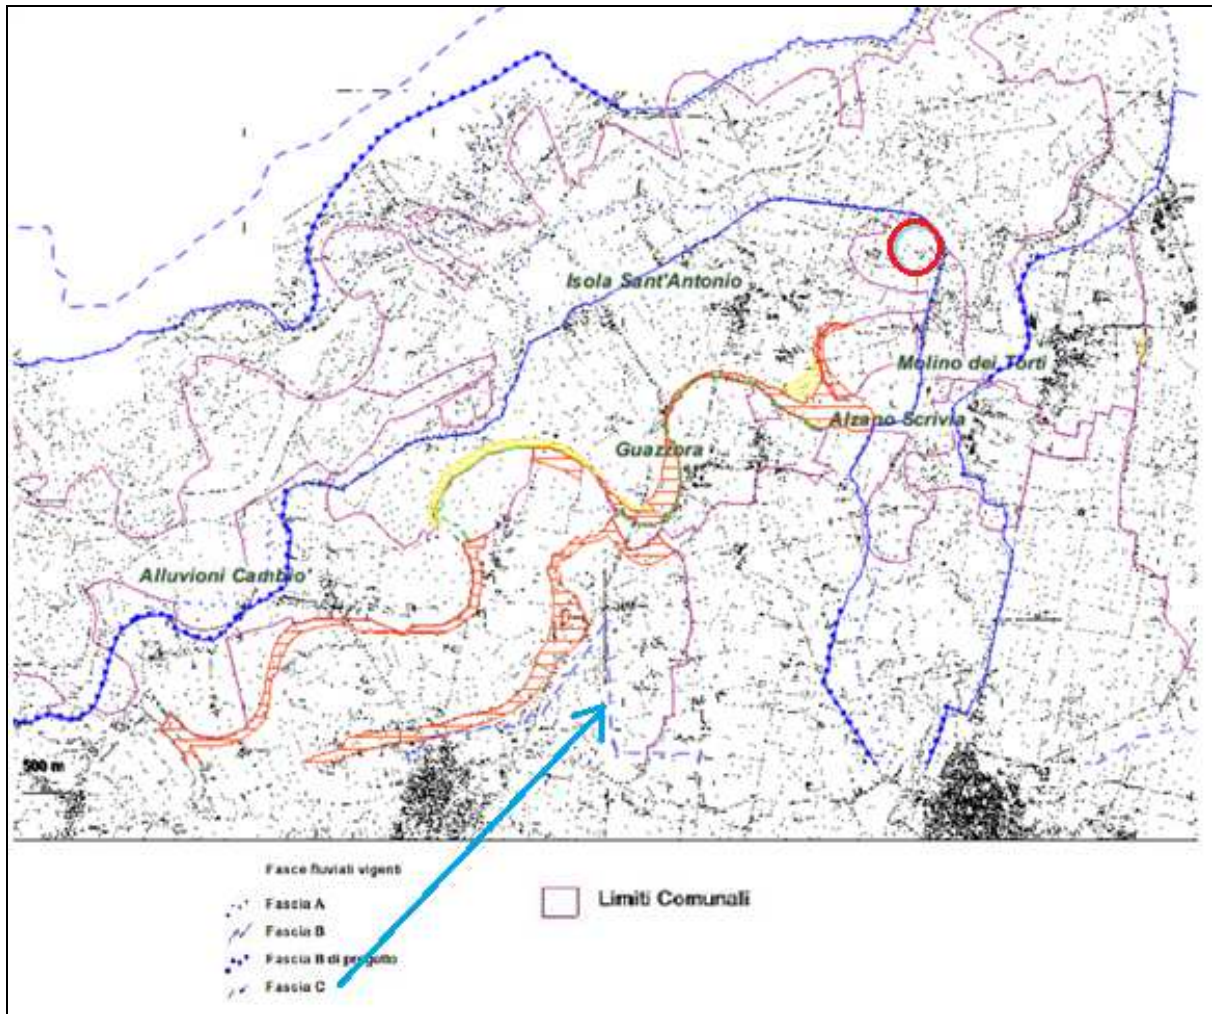 Isola Sant'Antonio
Molino dei Torti
Alzano Scrivia
Guazzora
Alluvioni Cambio'
500 m
Fasce fluviali vigenti
Fascia A
Fascia B
Fascia B di progetto
Fascia C
Limiti Comunali